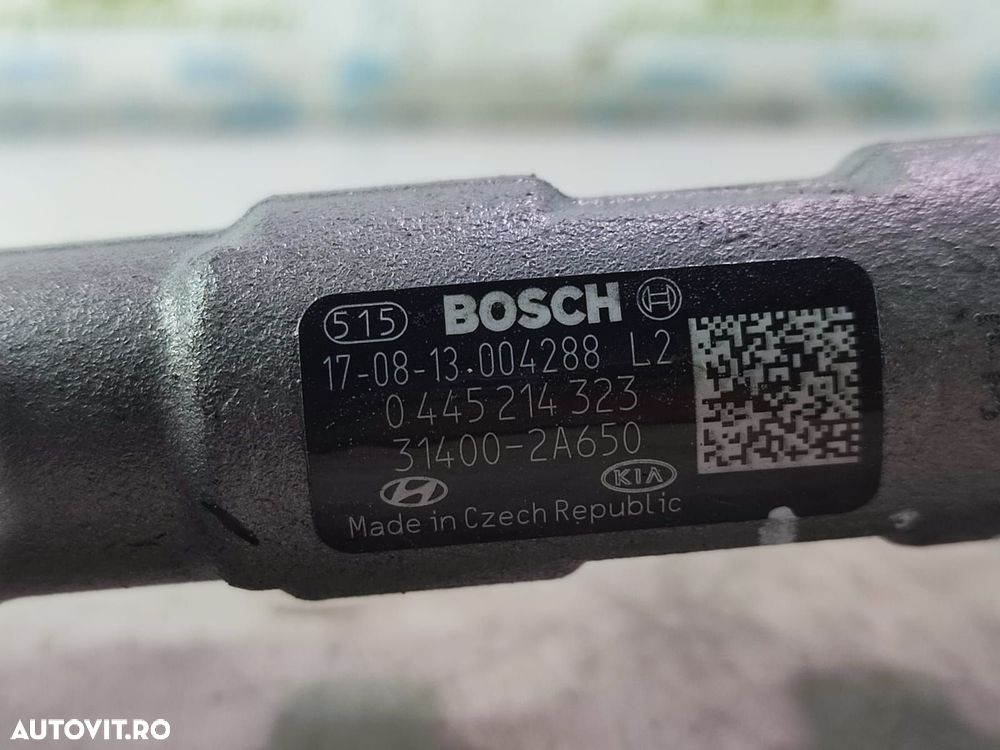 515 BOSCH
17-08-13.004288 L2
0 445 214 323
31400-2A650
KIA
Made in Czech Republic
AUTOVIT.RO